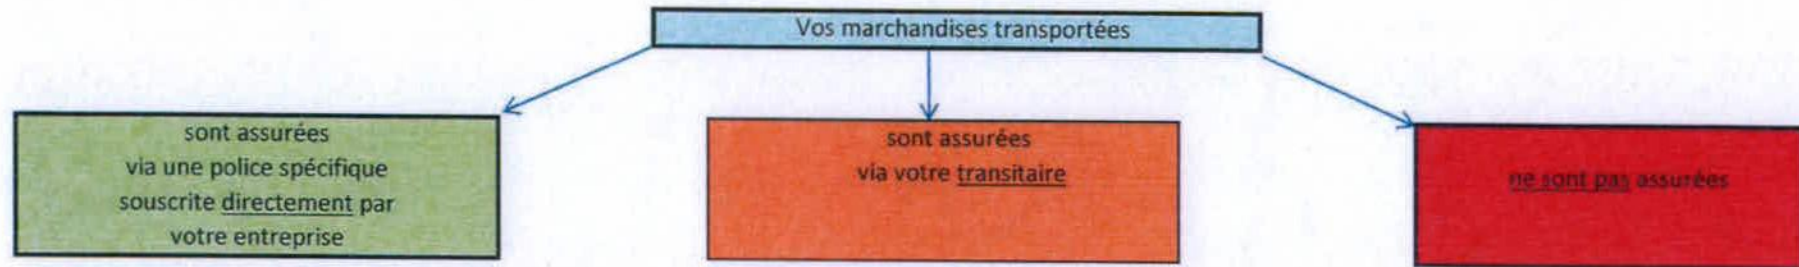 Vos marchandises transportées
sont assurées
via une police spécifique
souscrite directement par
votre entreprise
sont assurées
via votre transitaire
ne sont pas assurées